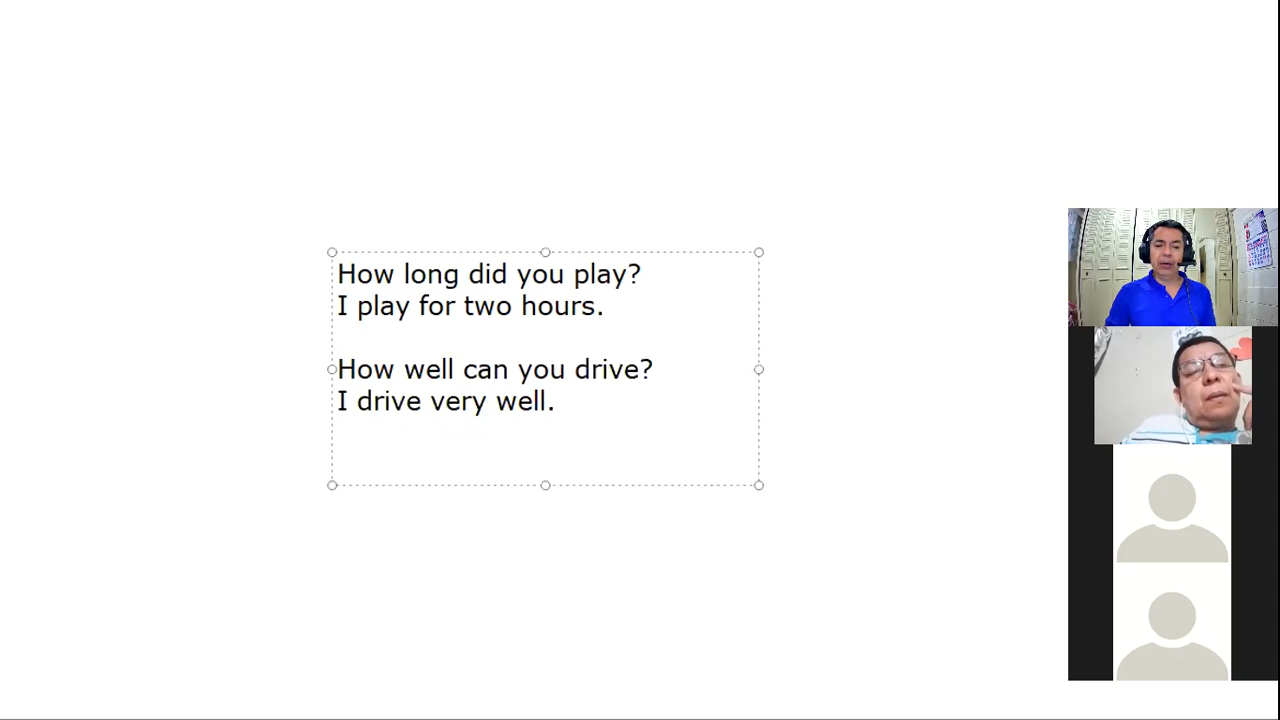 How long did you play?
I play for two hours.
How well can you drive?
I drive very well.